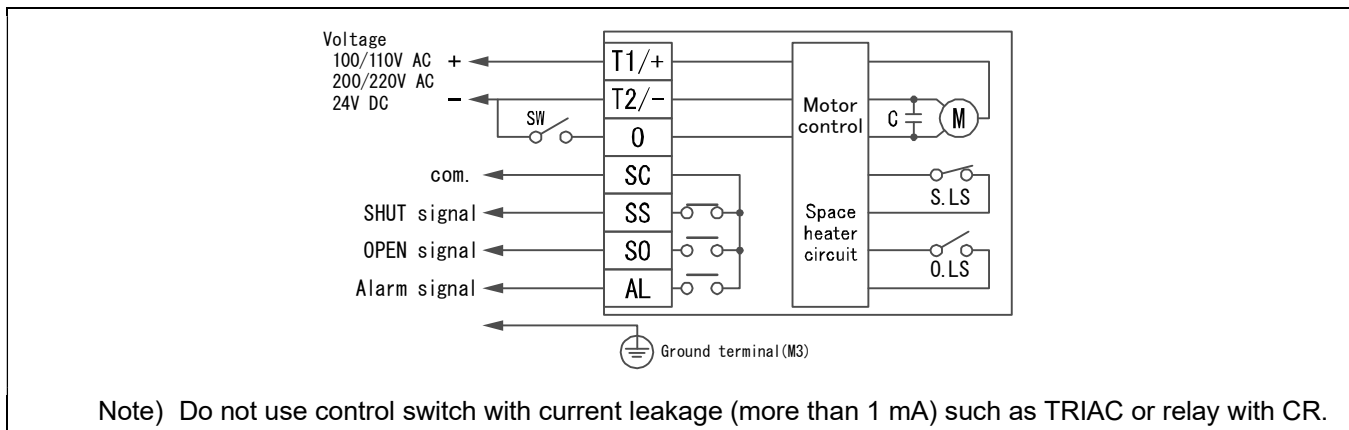 Voltage
100/110V AC + T1/+
200/220V AC
24V DC - T2/-
Motor
control
C M
SW O
com. SC
S.LS
SHUT signal SS
Space
heater
circuit
OPEN signal SO
O.LS
Alarm signal AL
Ground terminal(M3)
Note) Do not use control switch with current leakage (more than 1 mA) such as TRIAC or relay with CR.